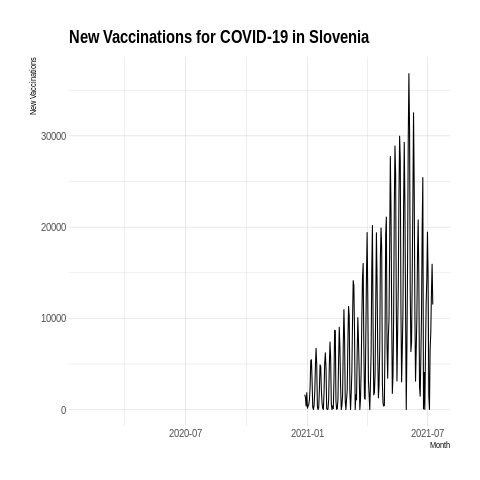 New Vaccinations for COVID-19 in Slovenia
New Vaccinations
30000
20000
10000
0
2020-07
2021-01
2021-07
Month